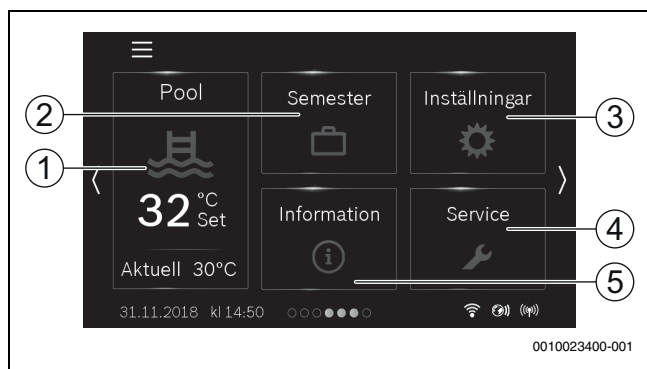 Pool
Semester
Inställningar
2
3
1
32 °C
Set
Information
Service
4
Aktuell 30°C
5
31.11.2018 kl 14:50
0010023400-001